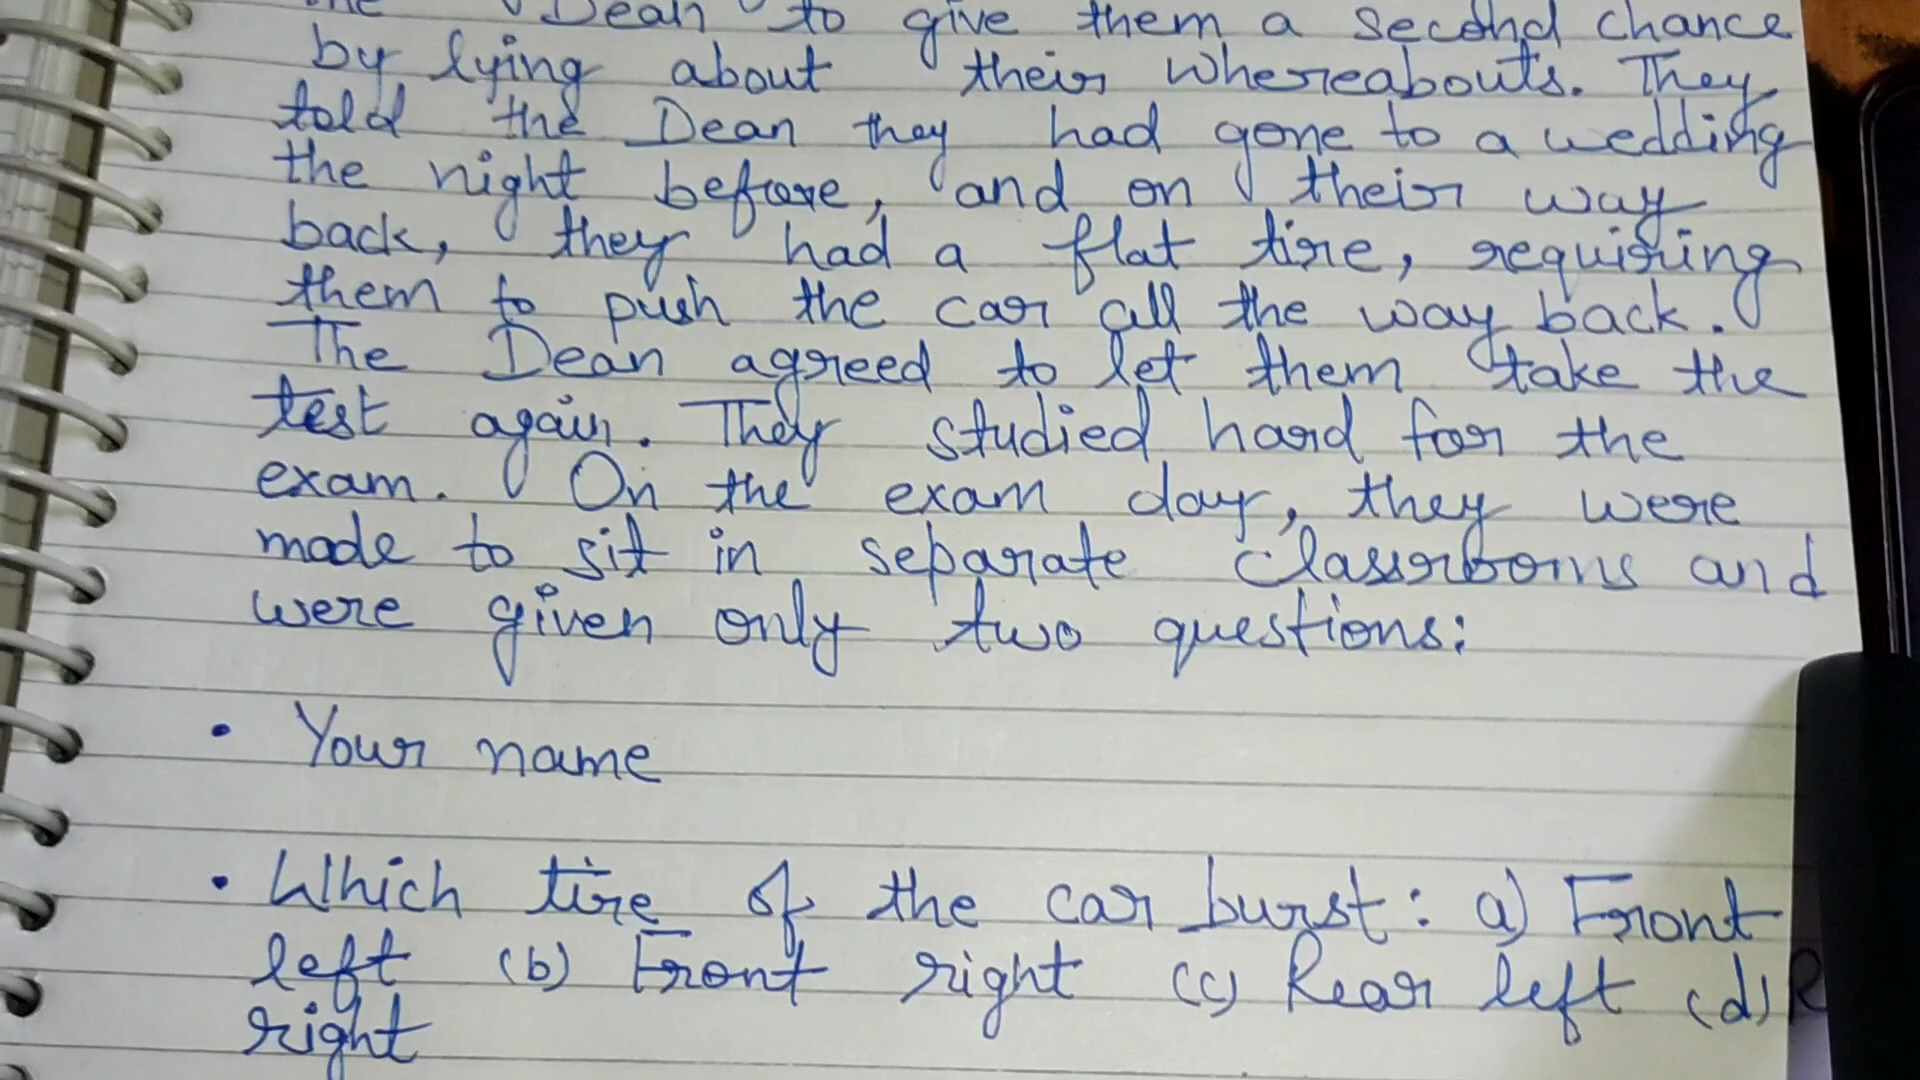 the Dean to give them a second chance
by lying about their whereabouts. They
told the Dean they had gone to a wedding
the night before, and on their way
back, they had a flat tire, requiring
them to push the car all the way back.
The Dean agreed to let them take the
test again. They studied hard for the
exam. On the exam day, they were
made to sit in separate classrooms and
were given only two questions:
• Your name
• Which tire of the car burst: a) Front
left (b) Front right (c) Rear left (d)
right